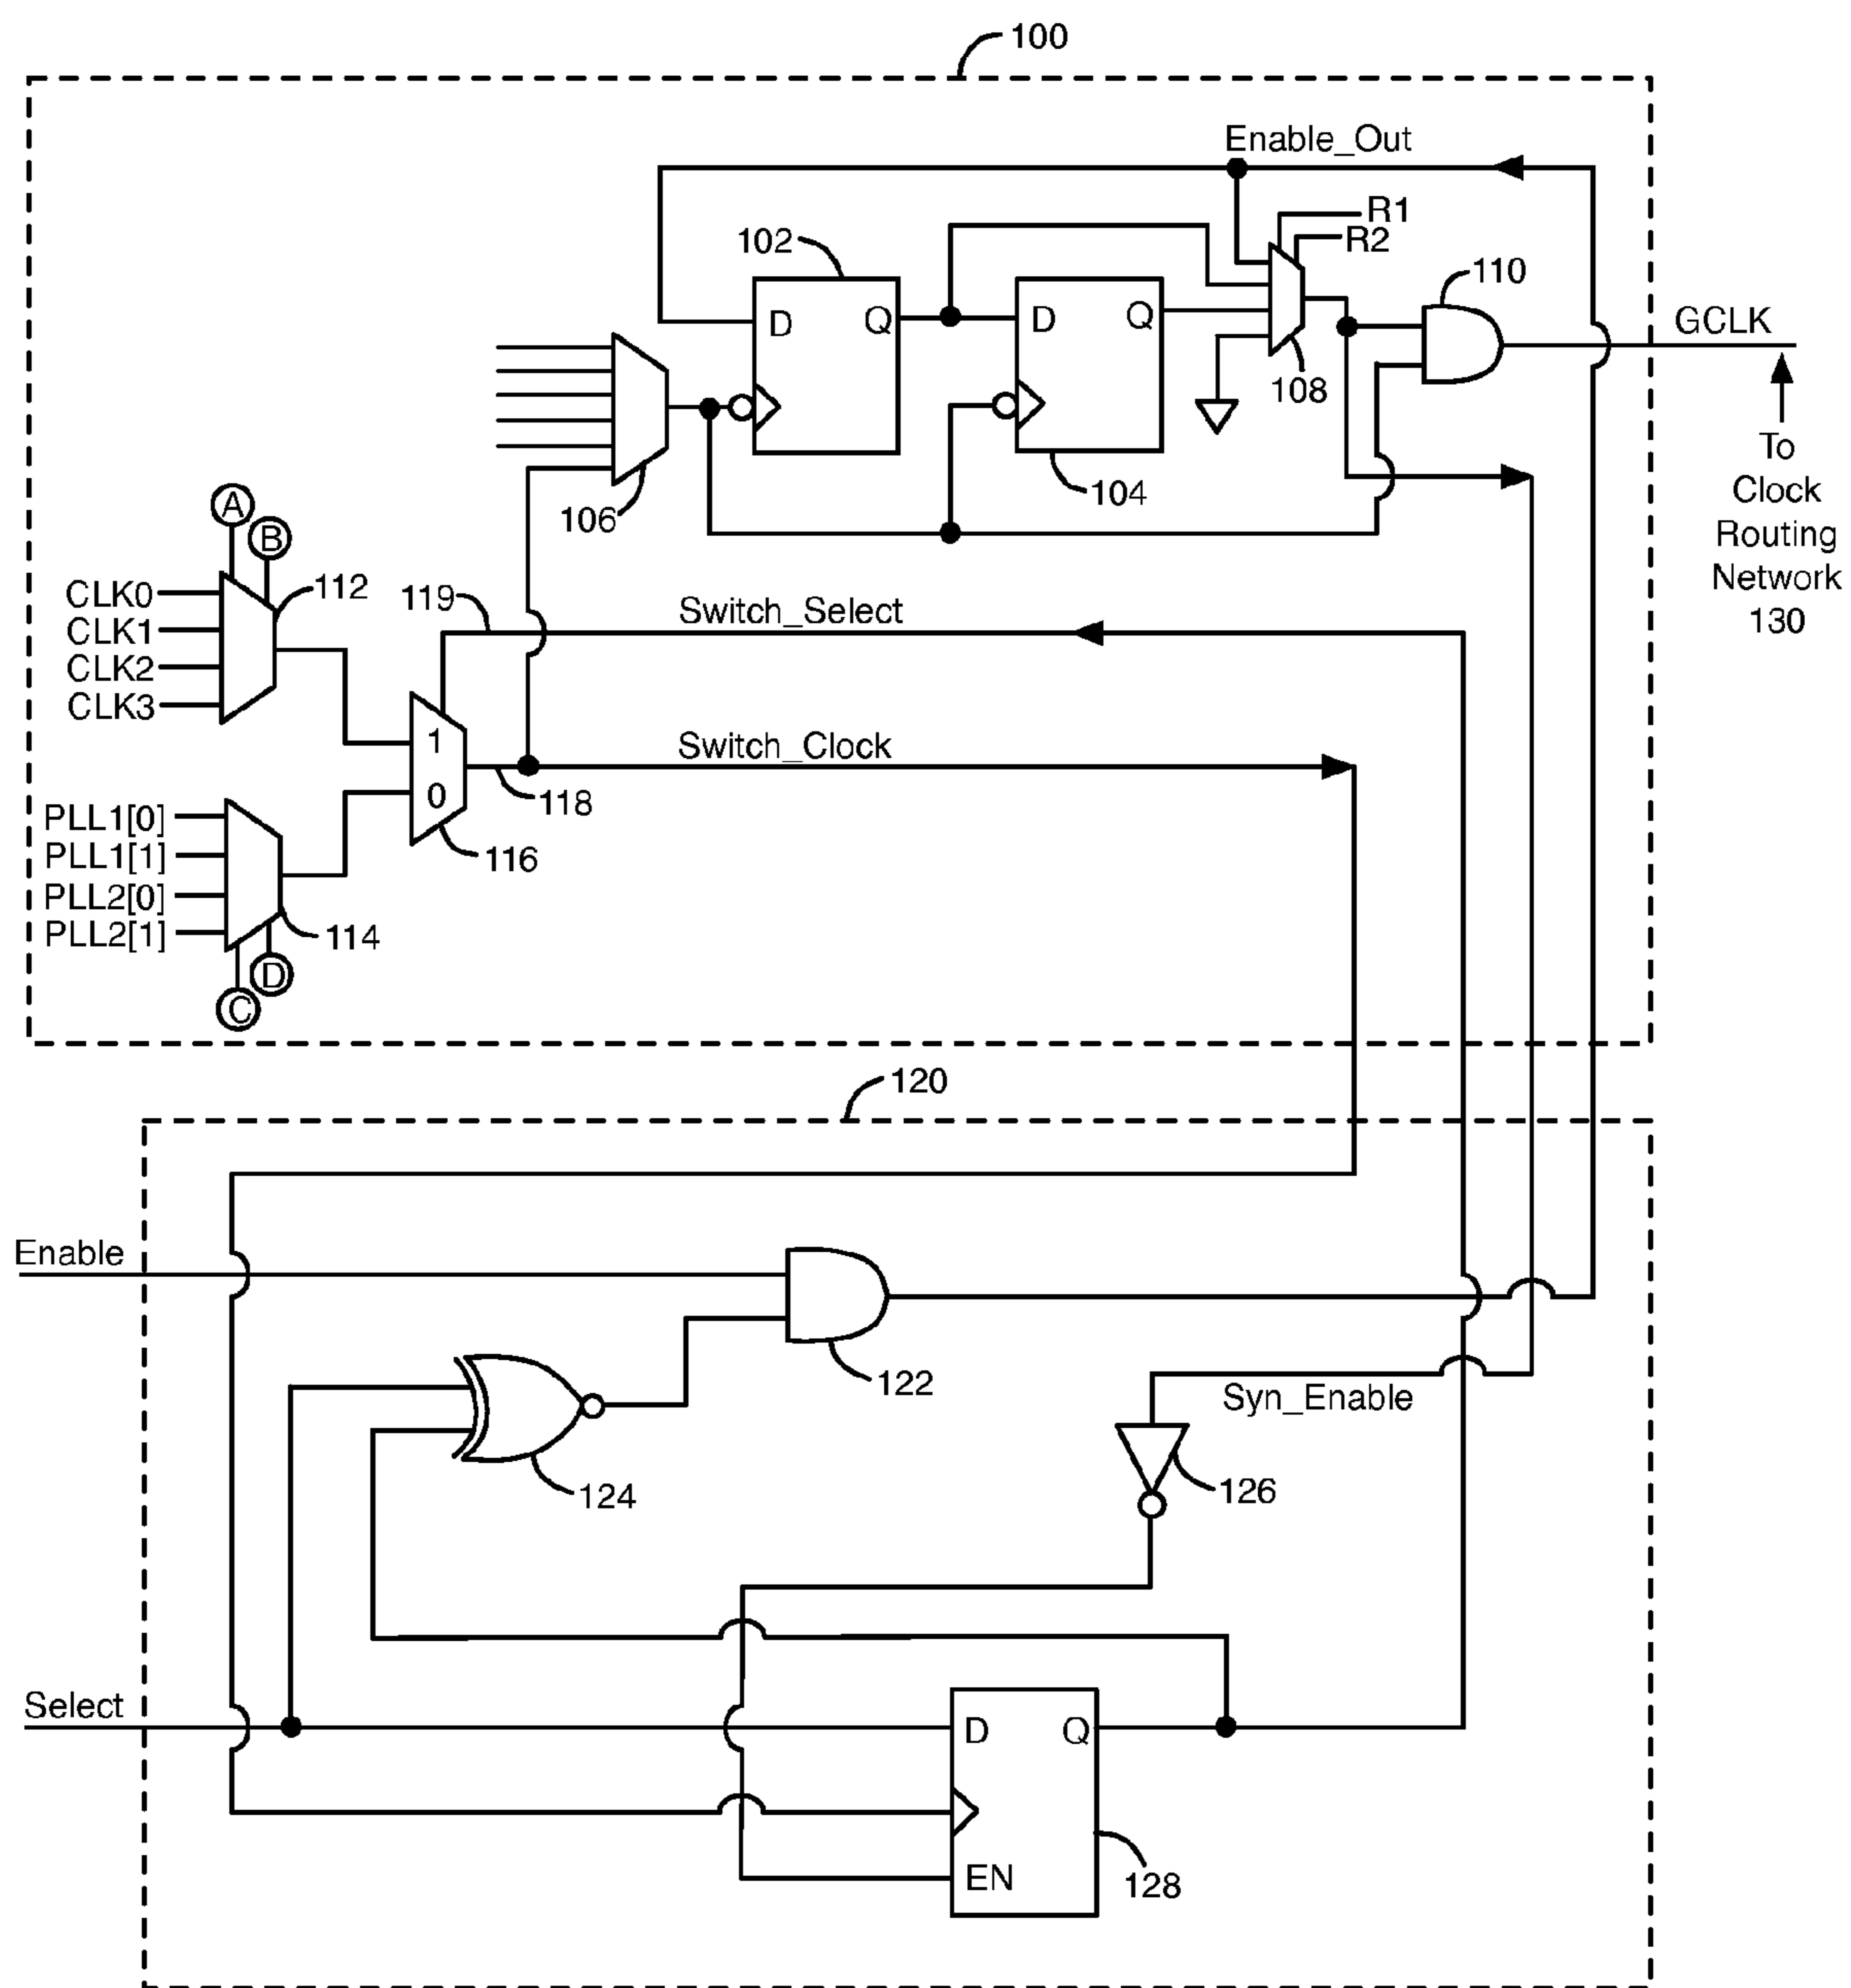 100
Enable_Out
R1
R2
102
110
D
Q
D
Q
GCLK
108
To
Clock
Routing
Network
130
104
106
A
B
CLK0
CLK1
CLK2
CLK3
112
119
Switch_Select
1
0
Switch_Clock
118
116
PLL1[0]
PLL1[1]
PLL2[0]
PLL2[1]
114
D
C
120
Enable
122
Syn_Enable
124
126
Select
D
Q
EN
128